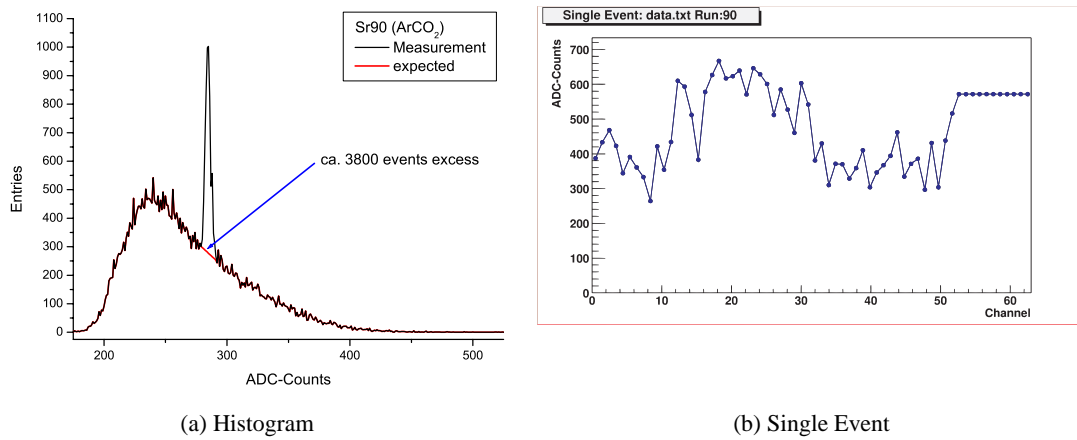 Sr90 (ArCO₂)
Measurement
expected
ca. 3800 events excess
Entries
1100
1000
900
800
700
600
500
400
300
200
100
0
200
300
400
500
ADC-Counts
(a) Histogram
Single Event: data.txt Run:90
ADC-Counts
700
600
500
400
300
200
100
0
0
10
20
30
40
50
60
Channel
(b) Single Event